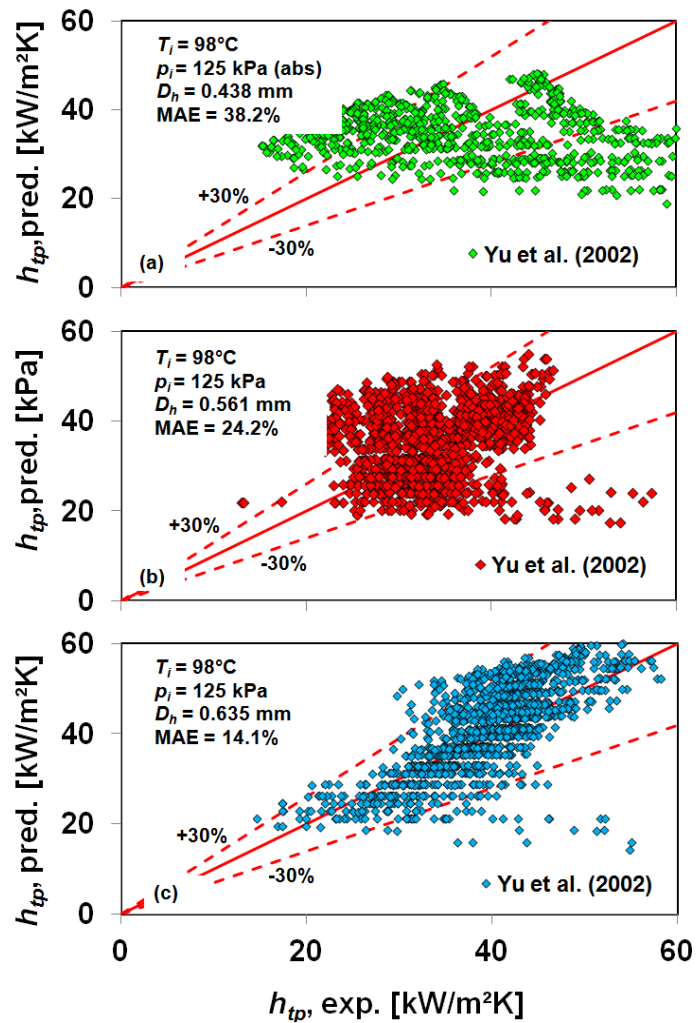 60
40
20
0
h_tp,pred. [kW/m²K]
T_i = 98°C
p_i = 125 kPa (abs)
D_h = 0.438 mm
MAE = 38.2%
+30%
-30%
(a)
Yu et al. (2002)
60
40
20
0
h_tp,pred. [kPa]
T_i = 98°C
p_i = 125 kPa
D_h = 0.561 mm
MAE = 24.2%
+30%
-30%
(b)
Yu et al. (2002)
60
40
20
0
h_tp, pred. [kW/m²K]
T_i = 98°C
p_i = 125 kPa
D_h = 0.635 mm
MAE = 14.1%
+30%
-30%
(c)
Yu et al. (2002)
0 20 40 60
h_tp, exp. [kW/m²K]